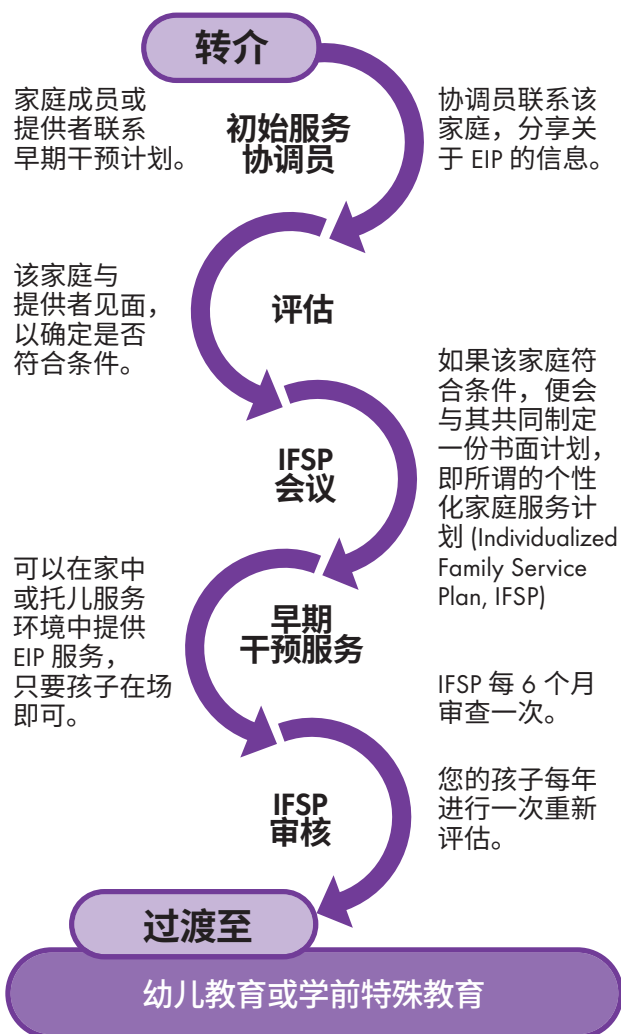 转介
家庭成员或
提供者联系
早期干预计划。
初始服务
协调员
协调员联系该
家庭，分享关
于 EIP 的信息。
该家庭与
提供者见面，
以确定是否
符合条件。
评估
如果该家庭符
合条件，便会
与其共同制定
一份书面计划，
即所谓的个性
化家庭服务计
划 (Individualized
Family Service
Plan, IFSP)
IFSP
会议
可以在家中
或托儿服务
环境中提供
EIP 服务，
只要孩子在场
即可。
早期
干预服务
IFSP 每 6 个月
审查一次。
您的孩子每年
进行一次重新
评估。
IFSP
审核
过渡至
幼儿教育或学前特殊教育